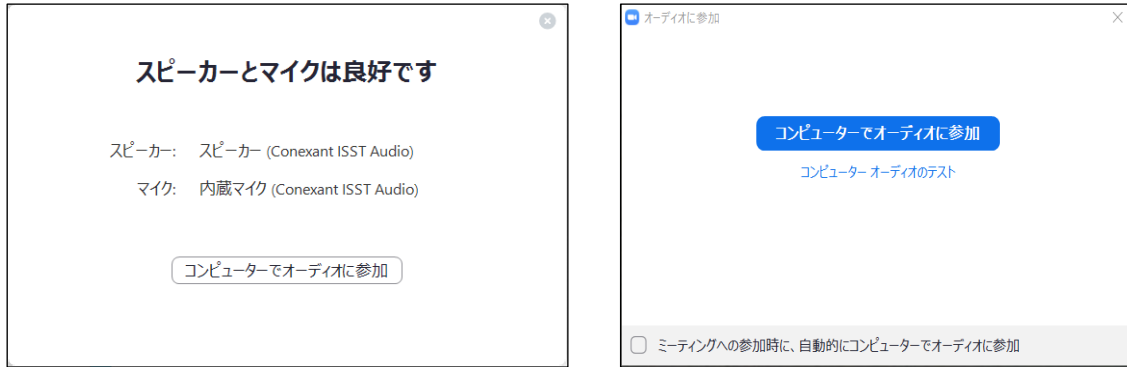 スピーカーとマイクは良好です
スピーカー: スピーカー (Conexant ISST Audio)
マイク: 内蔵マイク (Conexant ISST Audio)
コンピューターでオーディオに参加
オーディオに参加
コンピューターでオーディオに参加
コンピューター オーディオのテスト
ミーティングへの参加時に、自動的にコンピューターでオーディオに参加